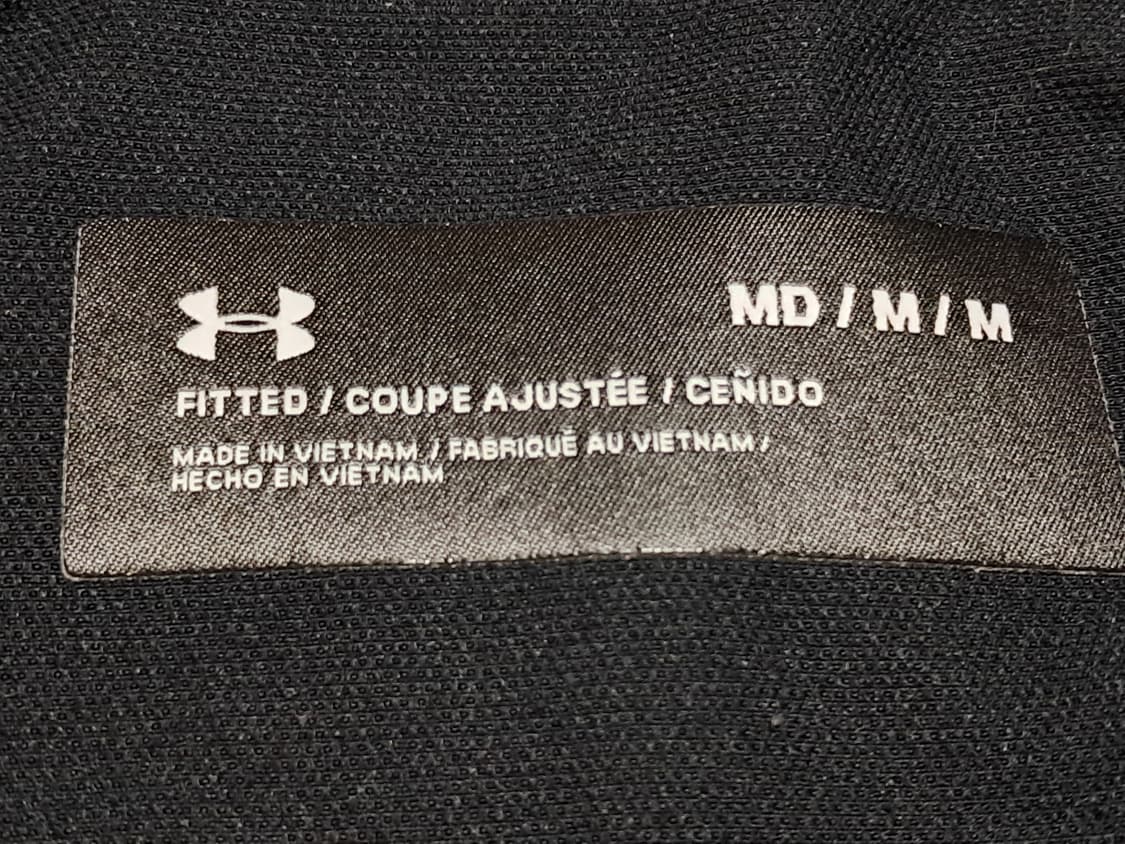 MD / M / M
FITTED / COUPE AJUSTÉE / CEÑIDO
MADE IN VIETNAM / FABRIQUÉ AU VIETNAM /
HECHO EN VIETNAM